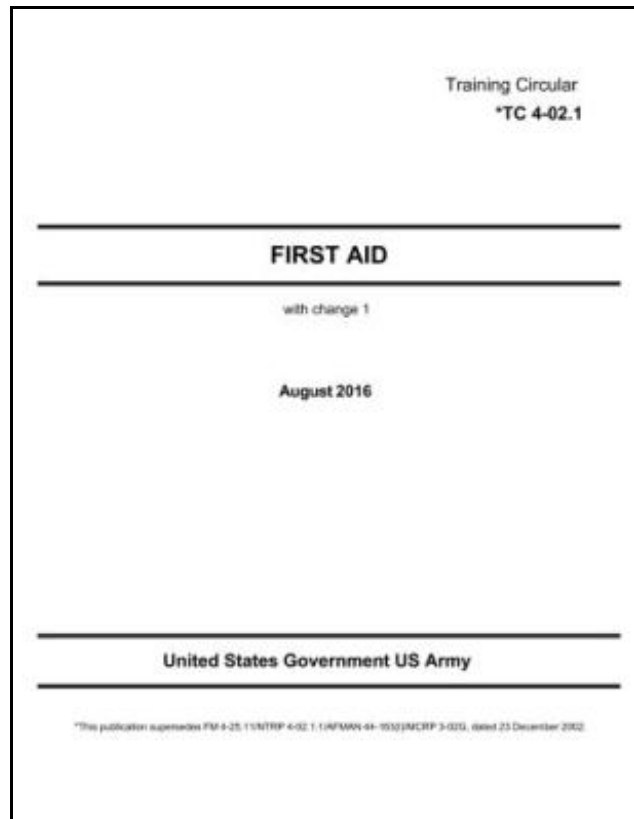 Training Circular
*TC 4-02.1
FIRST AID
with change 1
August 2016
United States Government US Army
*This publication supersedes FM 4-25.11/NTRP 4-02.1.1/AFMAN 44-163(I)/MCRP 3-02G, dated 23 December 2002.